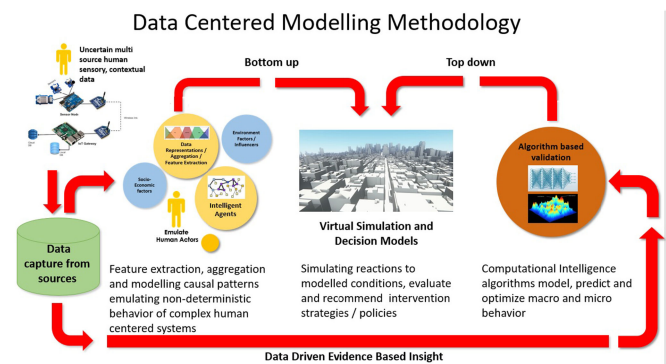 Data Centered Modelling Methodology
Uncertain multi
source human
sensory, contextual
data
Bottom up
Top down
Sensor Node
IoT Gateway
Data
Representations /
Aggregation /
Feature Extraction
Environment
Factors/
Influencers
Socio-
Economic
factors
Intelligent
Agents
Emulate
Human Actors
Algorithm based
validation
Virtual Simulation and
Decision Models
Data
capture from
sources
Feature extraction, aggregation
and modelling causal patterns
emulating non-deterministic
behavior of complex human
centered systems
Simulating reactions to
modelled conditions, evaluate
and recommend intervention
strategies / policies
Computational Intelligence
algorithms model, predict and
optimize macro and micro
behavior
Data Driven Evidence Based Insight